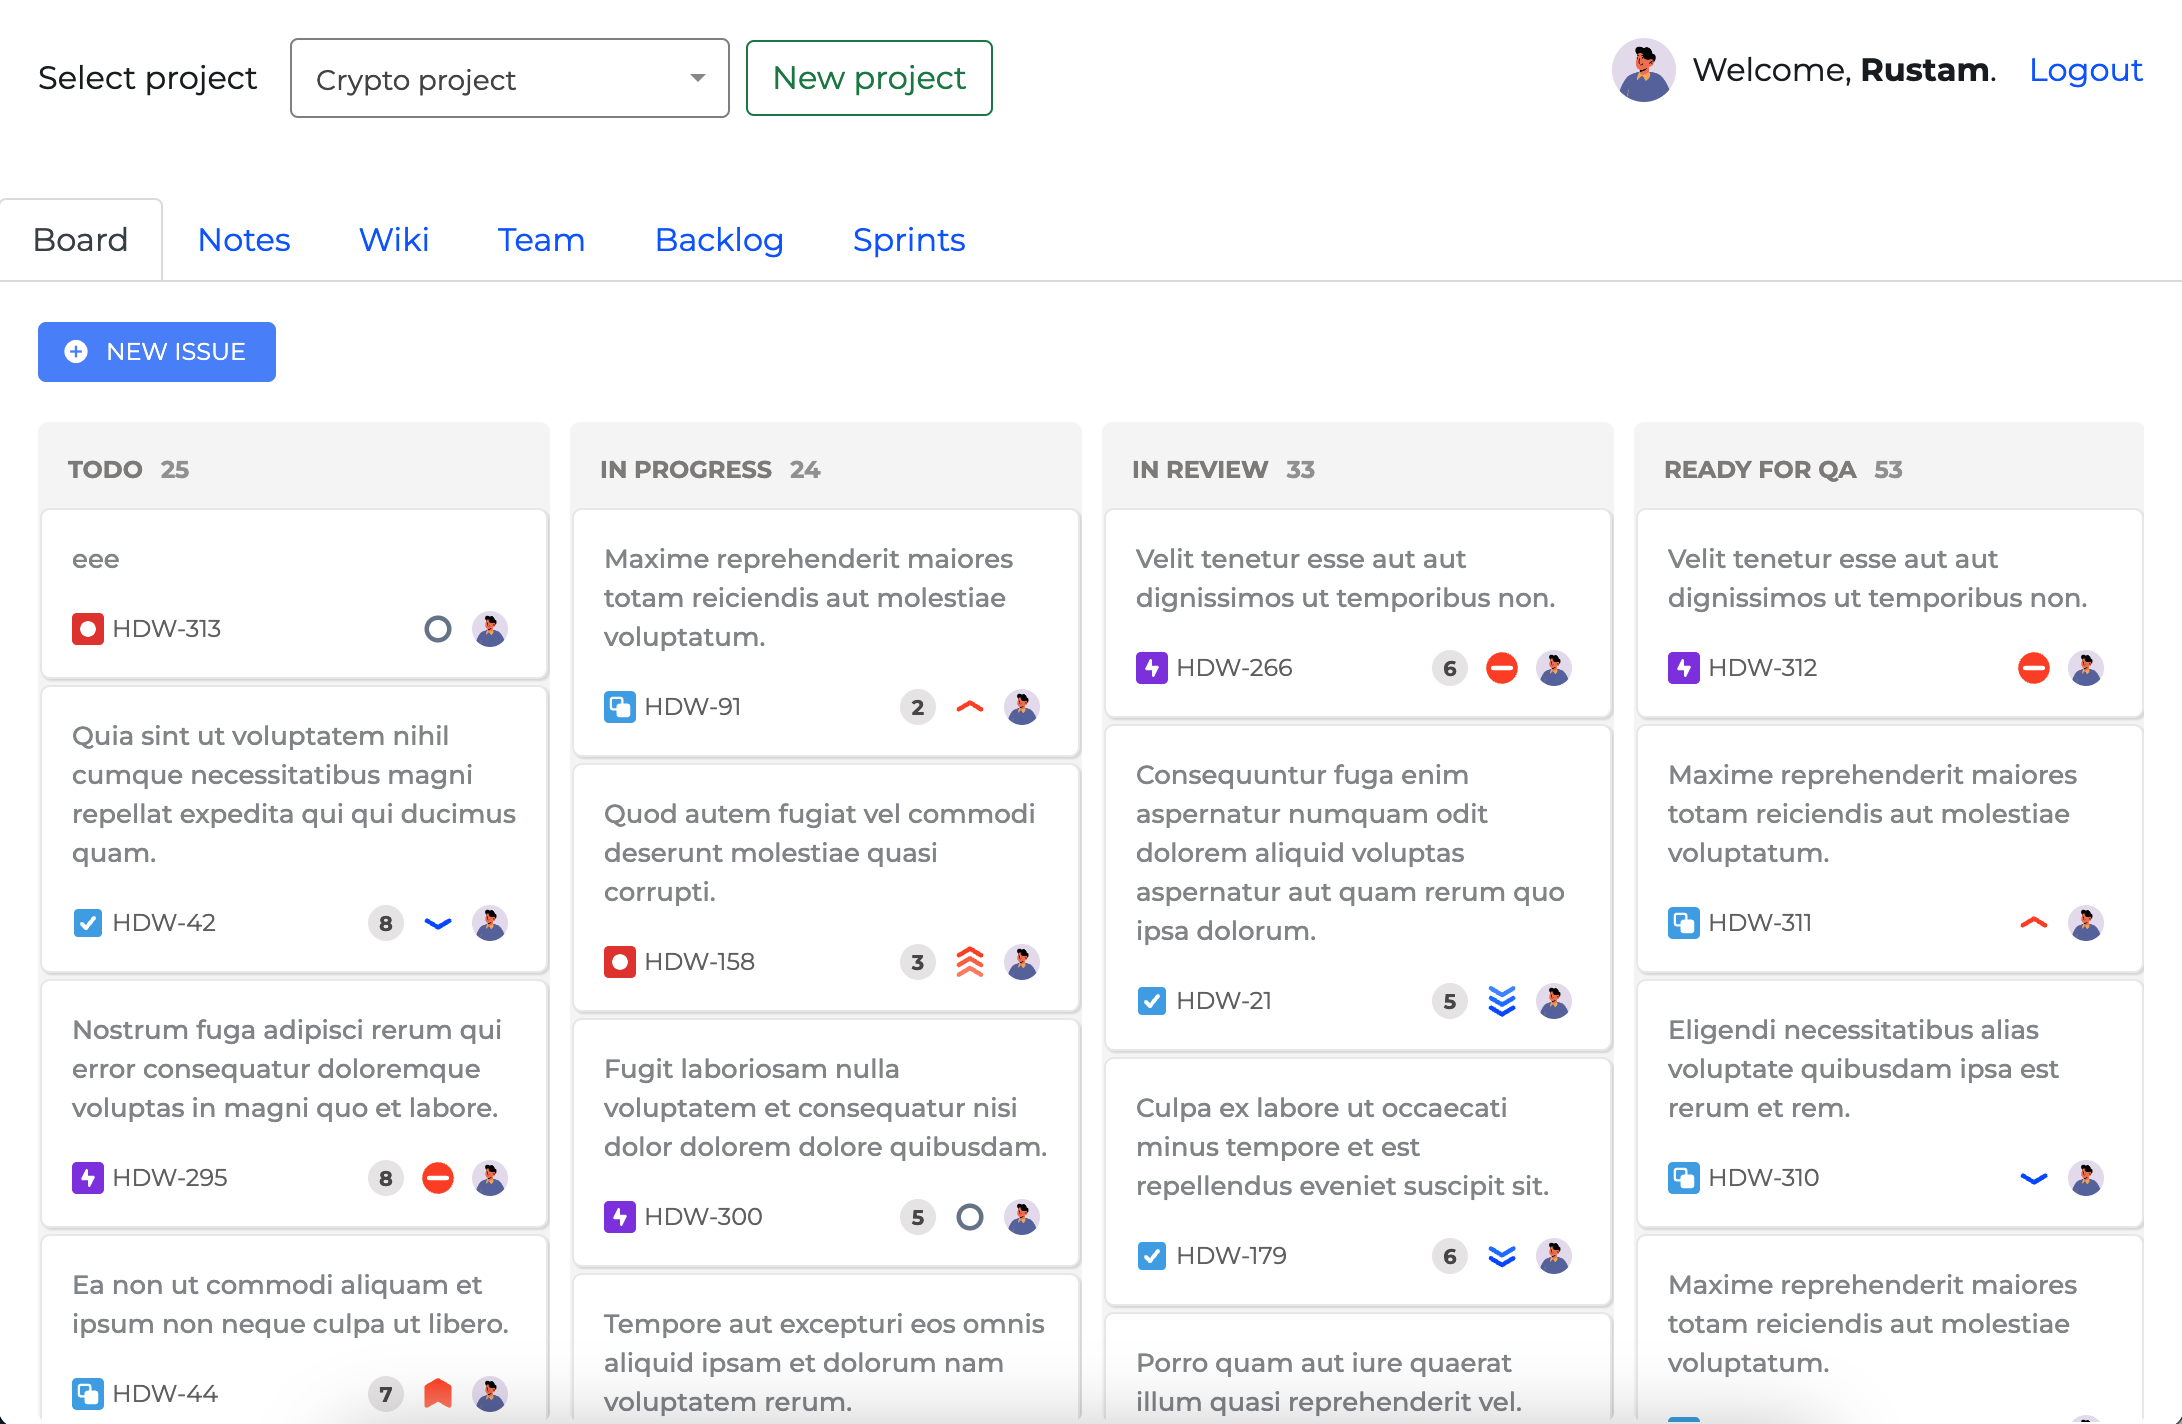 Select project
Crypto project
New project
Welcome, Rustam.
Logout
Board
Notes
Wiki
Team
Backlog
Sprints
NEW ISSUE
TODO 25
eee
HDW-313
Quia sint ut voluptatem nihil
cumque necessitatibus magni
repellat expedita qui qui ducimus
quam.
HDW-42
8
Nostrum fuga adipisci rerum qui
error consequatur doloremque
voluptas in magni quo et labore.
HDW-295
8
Ea non ut commodi aliquam et
ipsum non neque culpa ut libero.
HDW-44
7
IN PROGRESS 24
Maxime reprehenderit maiores
totam reiciendis aut molestiae
voluptatum.
HDW-91
2
Quod autem fugiat vel commodi
deserunt molestiae quasi
corrupti.
HDW-158
3
Fugit laboriosam nulla
voluptatem et consequatur nisi
dolor dolorem dolore quibusdam.
HDW-300
5
Tempore aut excepturi eos omnis
aliquid ipsam et dolorum nam
voluptatem rerum.
IN REVIEW 33
Velit tenetur esse aut aut
dignissimos ut temporibus non.
HDW-266
6
Consequuntur fuga enim
aspernatur numquam odit
dolorem aliquid voluptas
aspernatur aut quam rerum quo
ipsa dolorum.
HDW-21
5
Culpa ex labore ut occaecati
minus tempore et est
repellendus eveniet suscipit sit.
HDW-179
6
Porro quam aut iure quaerat
illum quasi reprehenderit vel.
READY FOR QA 53
Velit tenetur esse aut aut
dignissimos ut temporibus non.
HDW-312
Maxime reprehenderit maiores
totam reiciendis aut molestiae
voluptatum.
HDW-311
Eligendi necessitatibus alias
voluptate quibusdam ipsa est
rerum et rem.
HDW-310
Maxime reprehenderit maiores
totam reiciendis aut molestiae
voluptatum.